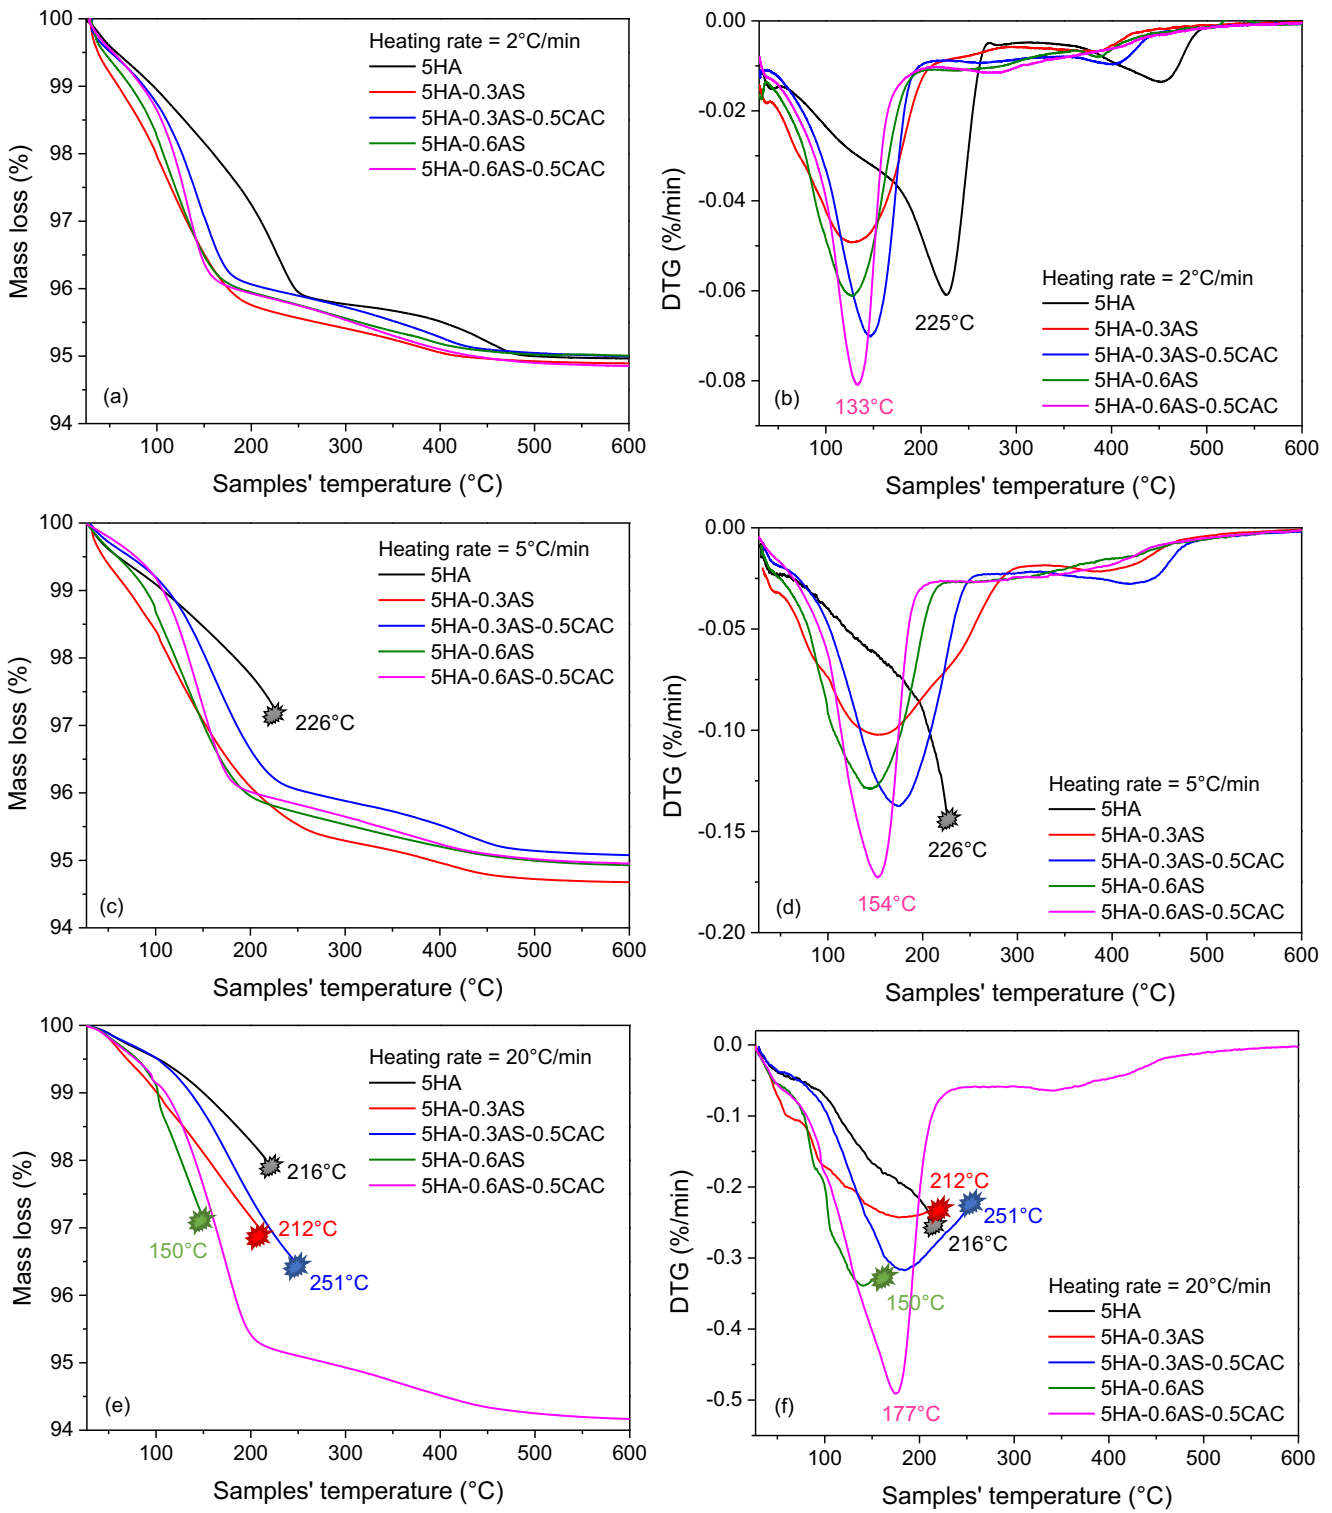 100
99
98
97
96
95
94
Mass loss (%)
Heating rate = 2°C/min
5HA
5HA-0.3AS
5HA-0.3AS-0.5CAC
5HA-0.6AS
5HA-0.6AS-0.5CAC
(a)
100 200 300 400 500 600
Samples' temperature (°C)
0.00
-0.02
-0.04
-0.06
-0.08
DTG (%/min)
225°C
133°C
Heating rate = 2°C/min
5HA
5HA-0.3AS
5HA-0.3AS-0.5CAC
5HA-0.6AS
5HA-0.6AS-0.5CAC
(b)
100 200 300 400 500 600
Samples' temperature (°C)
100
99
98
97
96
95
94
Mass loss (%)
Heating rate = 5°C/min
5HA
5HA-0.3AS
5HA-0.3AS-0.5CAC
5HA-0.6AS
5HA-0.6AS-0.5CAC
226°C
(c)
100 200 300 400 500 600
Samples' temperature (°C)
0.00
-0.05
-0.10
-0.15
-0.20
DTG (%/min)
226°C
154°C
Heating rate = 5°C/min
5HA
5HA-0.3AS
5HA-0.3AS-0.5CAC
5HA-0.6AS
5HA-0.6AS-0.5CAC
(d)
100 200 300 400 500 600
Samples' temperature (°C)
100
99
98
97
96
95
94
Mass loss (%)
Heating rate = 20°C/min
5HA
5HA-0.3AS
5HA-0.3AS-0.5CAC
5HA-0.6AS
5HA-0.6AS-0.5CAC
216°C
212°C
150°C
251°C
(e)
100 200 300 400 500 600
Samples' temperature (°C)
0.0
-0.1
-0.2
-0.3
-0.4
-0.5
DTG (%/min)
212°C
251°C
216°C
150°C
177°C
Heating rate = 20°C/min
5HA
5HA-0.3AS
5HA-0.3AS-0.5CAC
5HA-0.6AS
5HA-0.6AS-0.5CAC
(f)
100 200 300 400 500 600
Samples' temperature (°C)